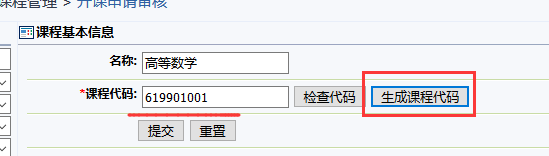 课程管理 > 开课申请审核
课程基本信息
名称: 高等数学
*课程代码: 619901001 检查代码 生成课程代码
提交 重置